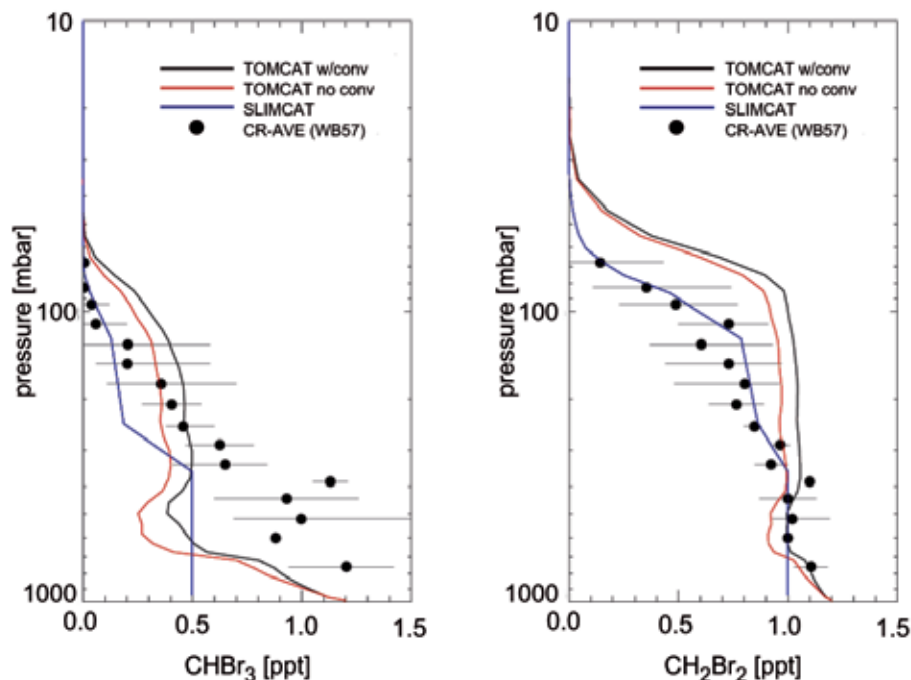 10
TOMCAT w/conv
TOMCAT no conv
SLIMCAT
CR-AVE (WB57)
pressure [mbar]
100
1000
0.0 0.5 1.0 1.5
CHBr3 [ppt]
10
TOMCAT w/conv
TOMCAT no conv
SLIMCAT
CR-AVE (WB57)
pressure [mbar]
100
1000
0.0 0.5 1.0 1.5
CH2Br2 [ppt]